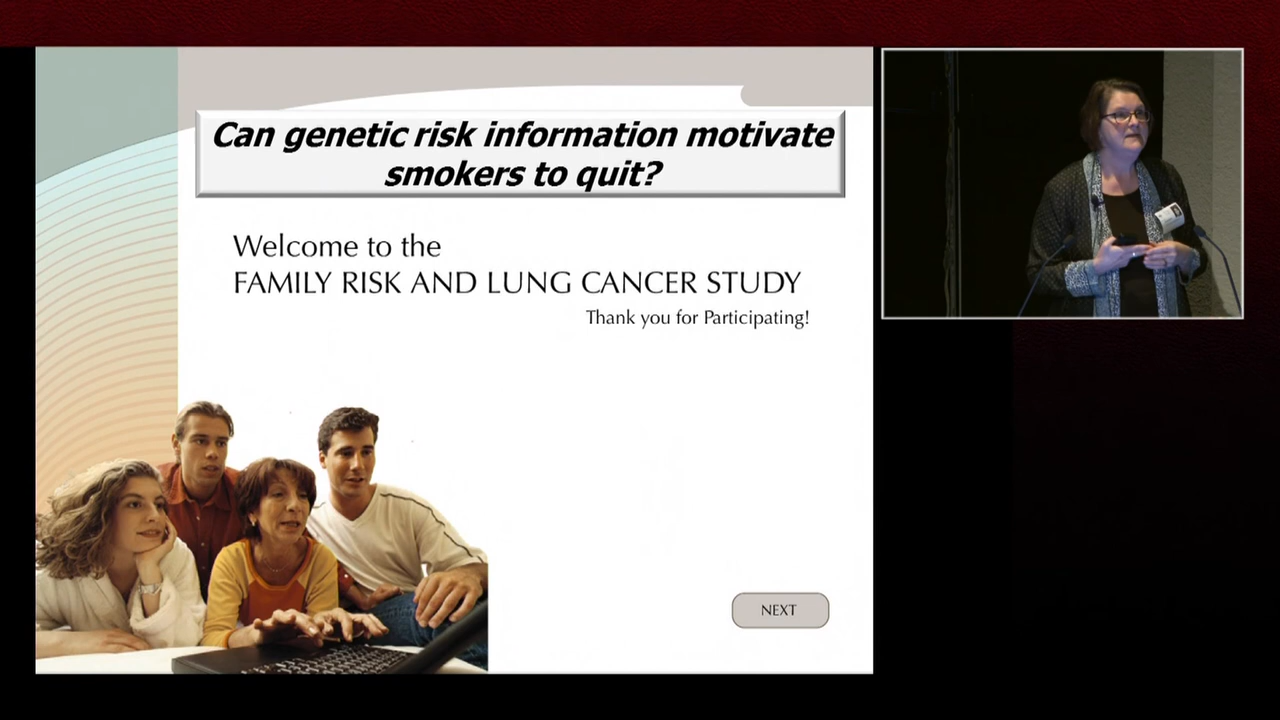 Can genetic risk information motivate
smokers to quit?
Welcome to the
FAMILY RISK AND LUNG CANCER STUDY
Thank you for Participating!
NEXT